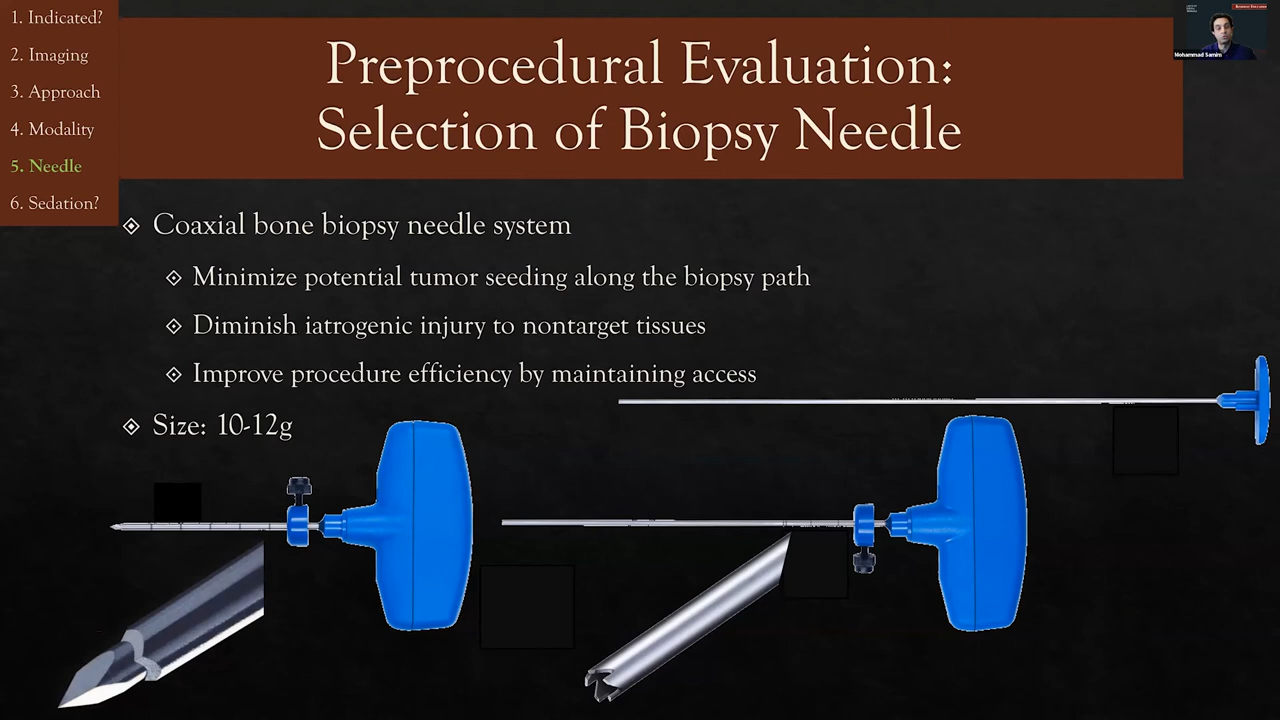 1. Indicated?
2. Imaging
3. Approach
4. Modality
5. Needle
6. Sedation?
Preprocedural Evaluation:
Selection of Biopsy Needle
Mohammad Samim
Coaxial bone biopsy needle system
Minimize potential tumor seeding along the biopsy path
Diminish iatrogenic injury to nontarget tissues
Improve procedure efficiency by maintaining access
Size: 10-12g